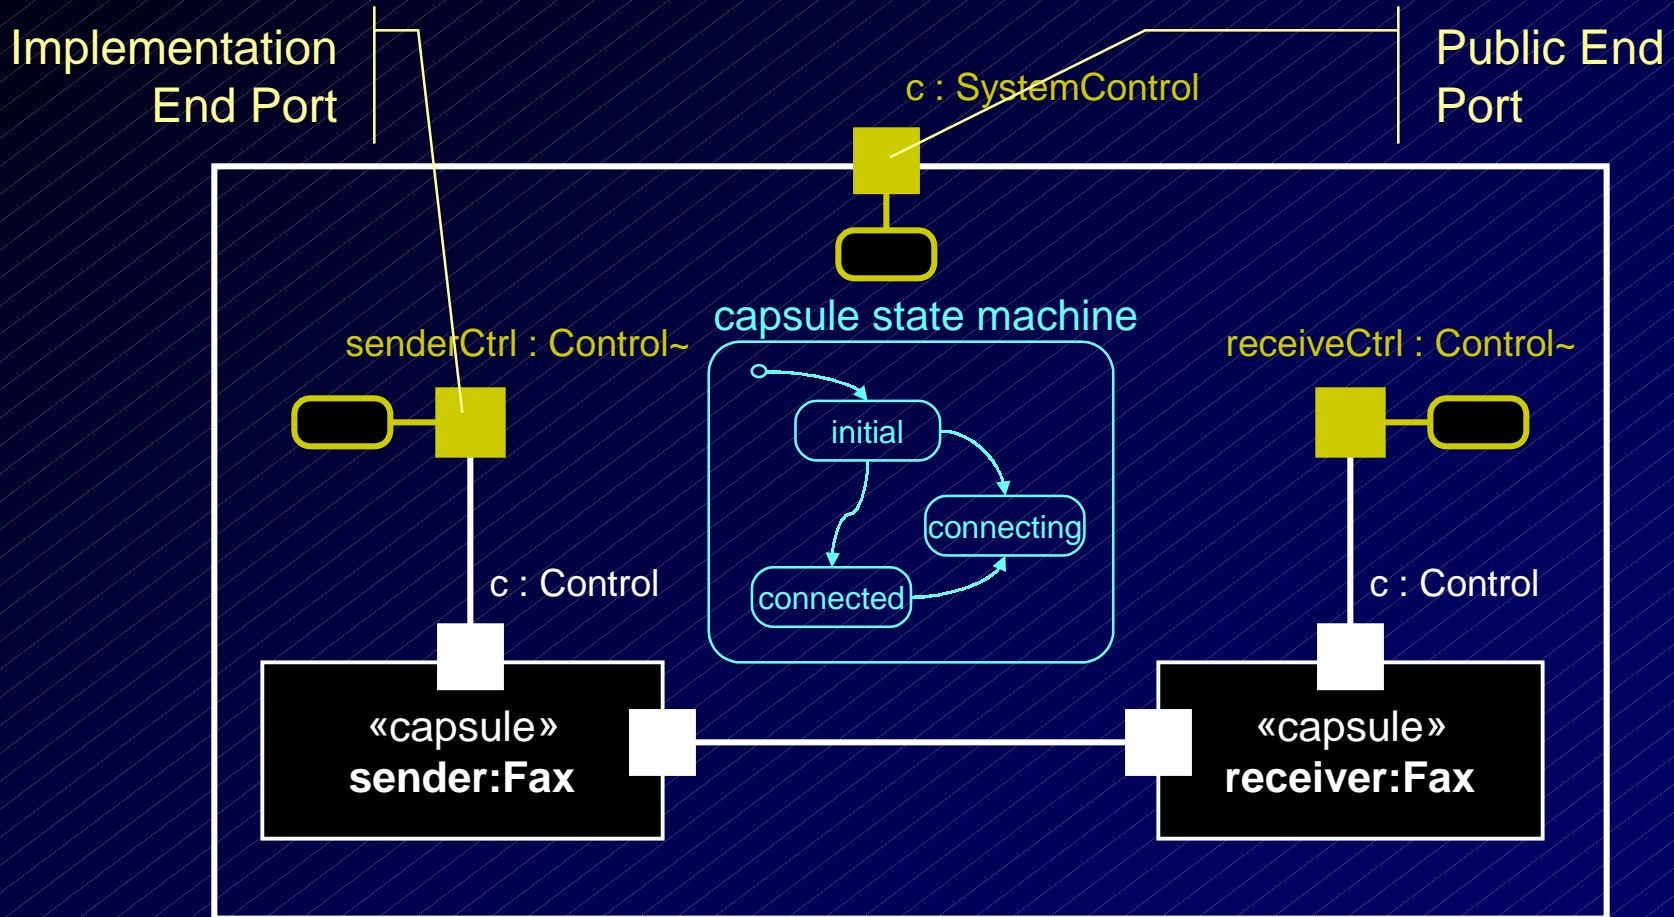 Implementation
End Port
Public End
Port
c : SystemControl
capsule state machine
senderCtrl : Control~
receiveCtrl : Control~
initial
connecting
connected
c : Control
c : Control
«capsule»
sender:Fax
«capsule»
receiver:Fax